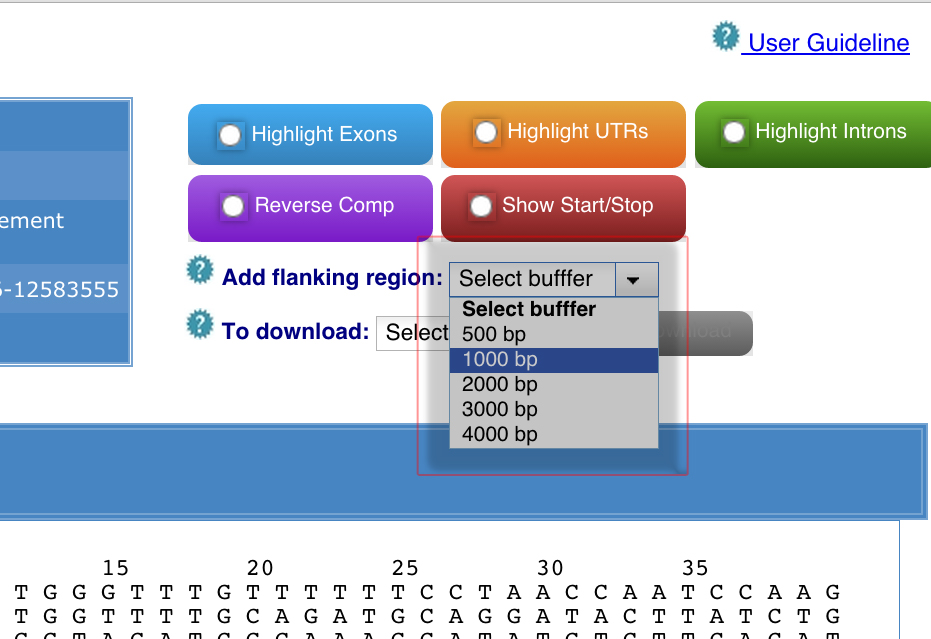 User Guideline
Highlight Exons
Highlight UTRs
Highlight Introns
Reverse Comp
Show Start/Stop
ement
Add flanking region: Select bufffer
-12583555
Select bufffer
To download: Select
500 bp
1000 bp
2000 bp
3000 bp
4000 bp
15 20 25 30 35
T G G G T T T G T T T T T T C C T A A C C A A T C C A A G
T G G T T T T G C A G A T G C A G G A T A C T T A T C T G